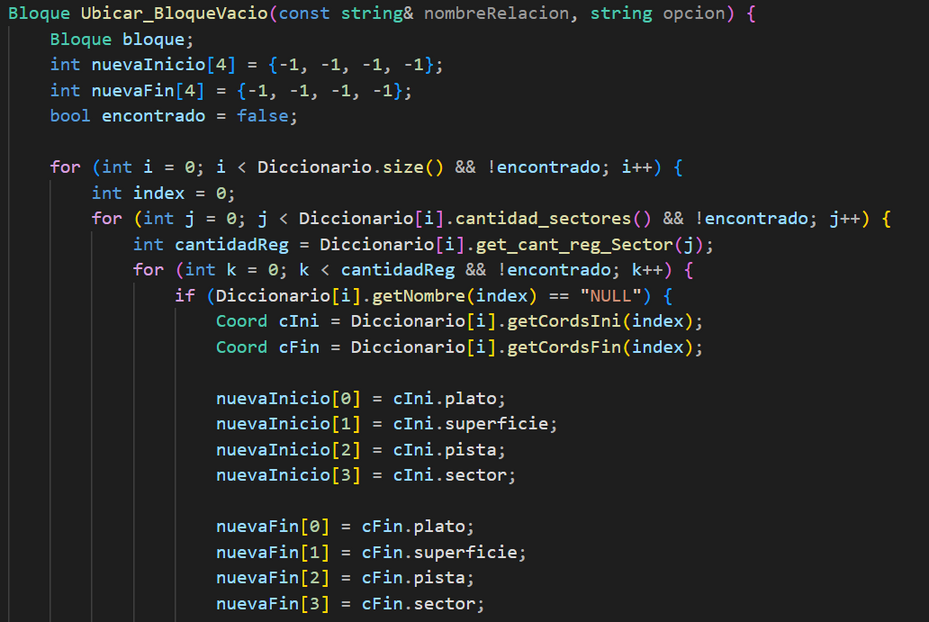 Bloque Ubicar_BloqueVacio(const string& nombreRelacion, string opcion) {
    Bloque bloque;
    int nuevaInicio[4] = {-1, -1, -1, -1};
    int nuevaFin[4] = {-1, -1, -1, -1};
    bool encontrado = false;

    for (int i = 0; i < Diccionario.size() && !encontrado; i++) {
        int index = 0;
        for (int j = 0; j < Diccionario[i].cantidad_sectores() && !encontrado; j++) {
            int cantidadReg = Diccionario[i].get_cant_reg_Sector(j);
            for (int k = 0; k < cantidadReg && !encontrado; k++) {
                if (Diccionario[i].getNombre(index) == "NULL") {
                    Coord cIni = Diccionario[i].getCordsIni(index);
                    Coord cFin = Diccionario[i].getCordsFin(index);

                    nuevaInicio[0] = cIni.plato;
                    nuevaInicio[1] = cIni.superficie;
                    nuevaInicio[2] = cIni.pista;
                    nuevaInicio[3] = cIni.sector;

                    nuevaFin[0] = cFin.plato;
                    nuevaFin[1] = cFin.superficie;
                    nuevaFin[2] = cFin.pista;
                    nuevaFin[3] = cFin.sector;